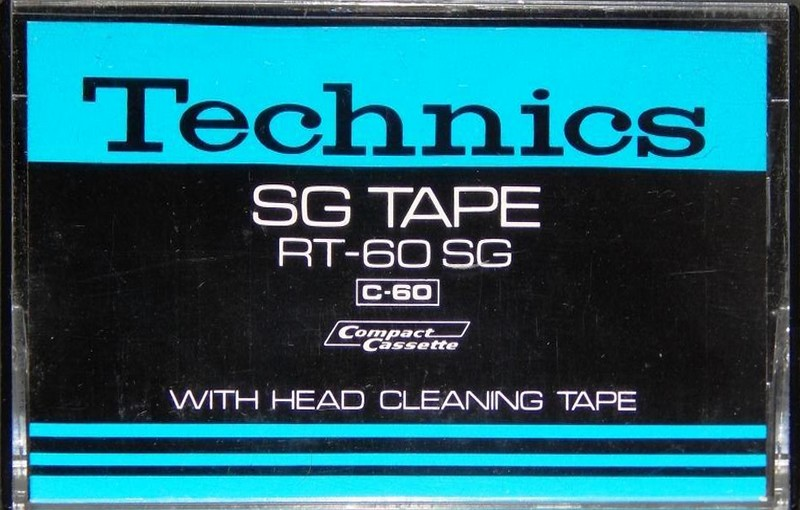 Technics
SG TAPE
RT-60 SG
C-60
Compact
Cassette
WITH HEAD CLEANING TAPE